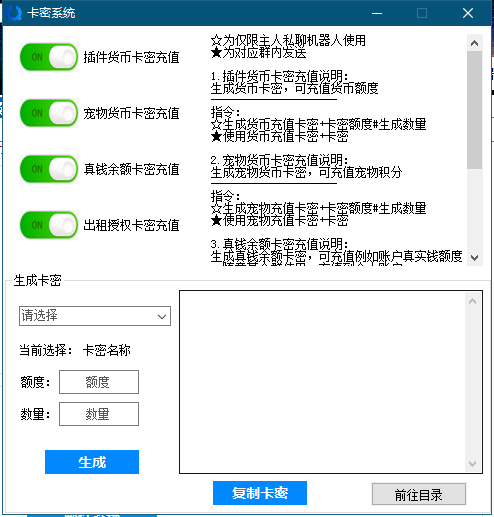 卡密系统
ON 插件货币卡密充值
ON 宠物货币卡密充值
ON 真钱余额卡密充值
ON 出租授权卡密充值
☆为仅限主人私聊机器人使用
★为对应群内发送
1.插件货币卡密充值说明:
生成货币卡密，可充值货币额度
指令:
☆生成货币充值卡密+卡密额度#生成数量
★使用货币充值卡密+卡密
2.宠物货币卡密充值说明:
生成宠物货币卡密，可充值宠物积分
指令:
☆生成宠物充值卡密+卡密额度#生成数量
★使用宠物充值卡密+卡密
3.真钱余额卡密充值说明:
生成真钱余额卡密，可充值例如账户真实钱额度
生成卡密
请选择
当前选择: 卡密名称
额度: 额度
数量: 数量
生成
复制卡密
前往目录